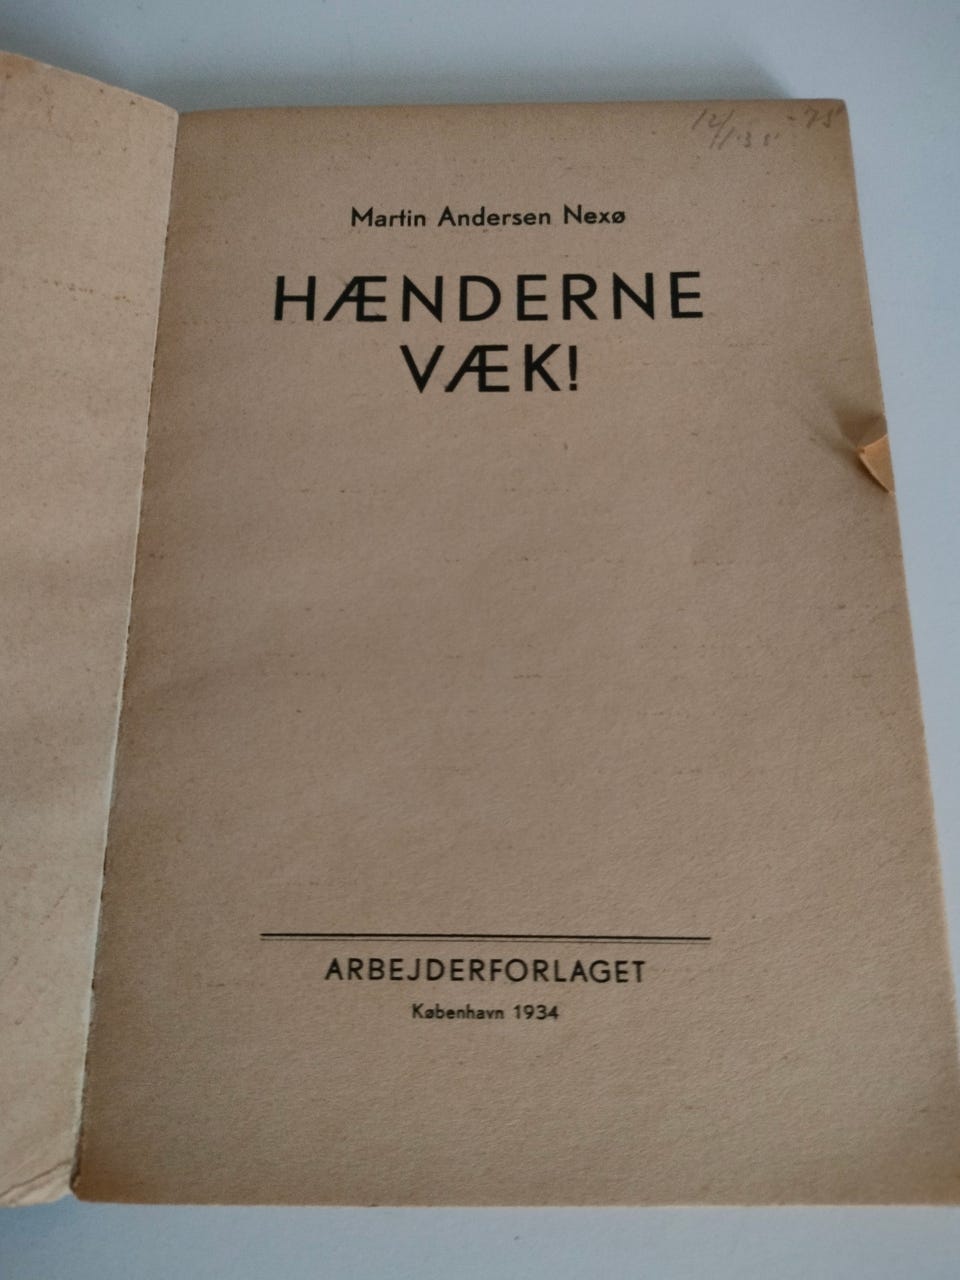 Martin Andersen Nexø
HÆNDERNE
VÆK!
ARBEJDERFORLAGET
København 1934